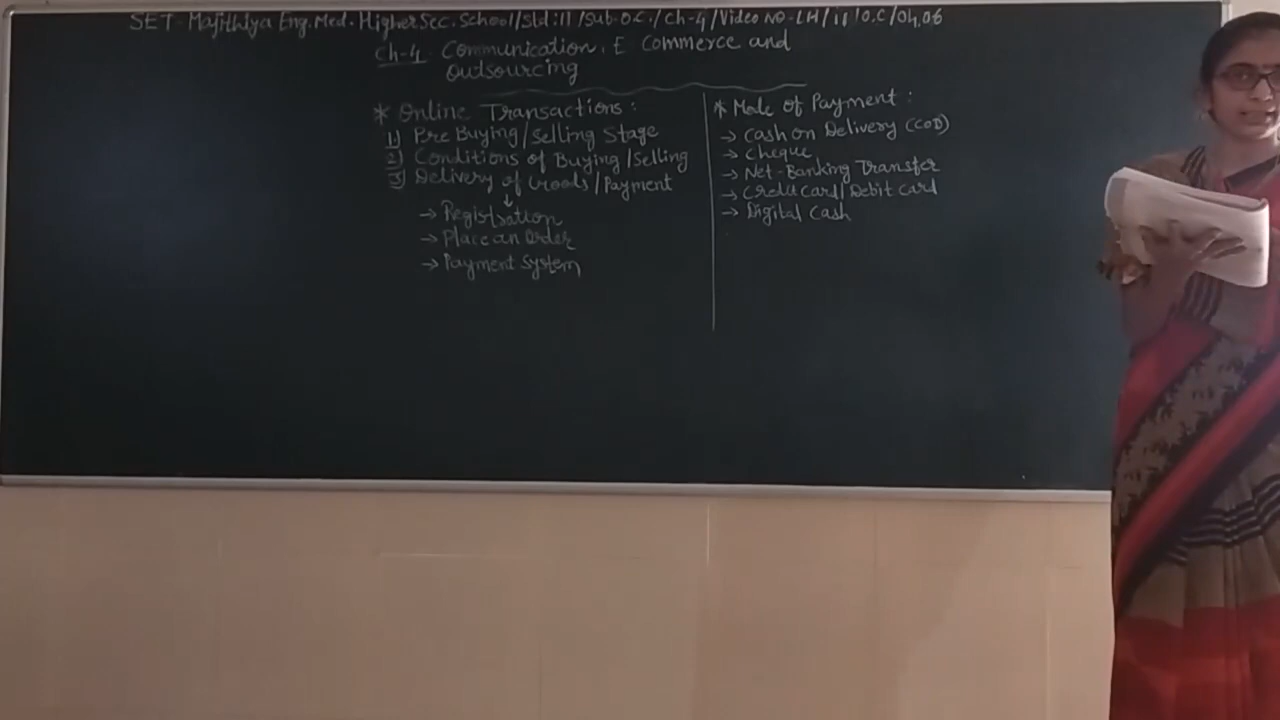 SET- Majithiya Eng. Med. Higher Sec. School/Std:11/Sub-O.C./Ch-4/Video No-LH/11/O.C/04,06
Ch-4 Communication, E Commerce and
Outsourcing
* Online Transactions:
1) Pre Buying/Selling Stage
2) Conditions of Buying/Selling
3) Delivery of Goods/Payment
↓
→ Registration
→ Place an Order
→ Payment System
* Mode of Payment:
→ Cash on Delivery (COD)
→ Cheque
→ Net-Banking Transfer
→ Credit Card/Debit Card
→ Digital Cash